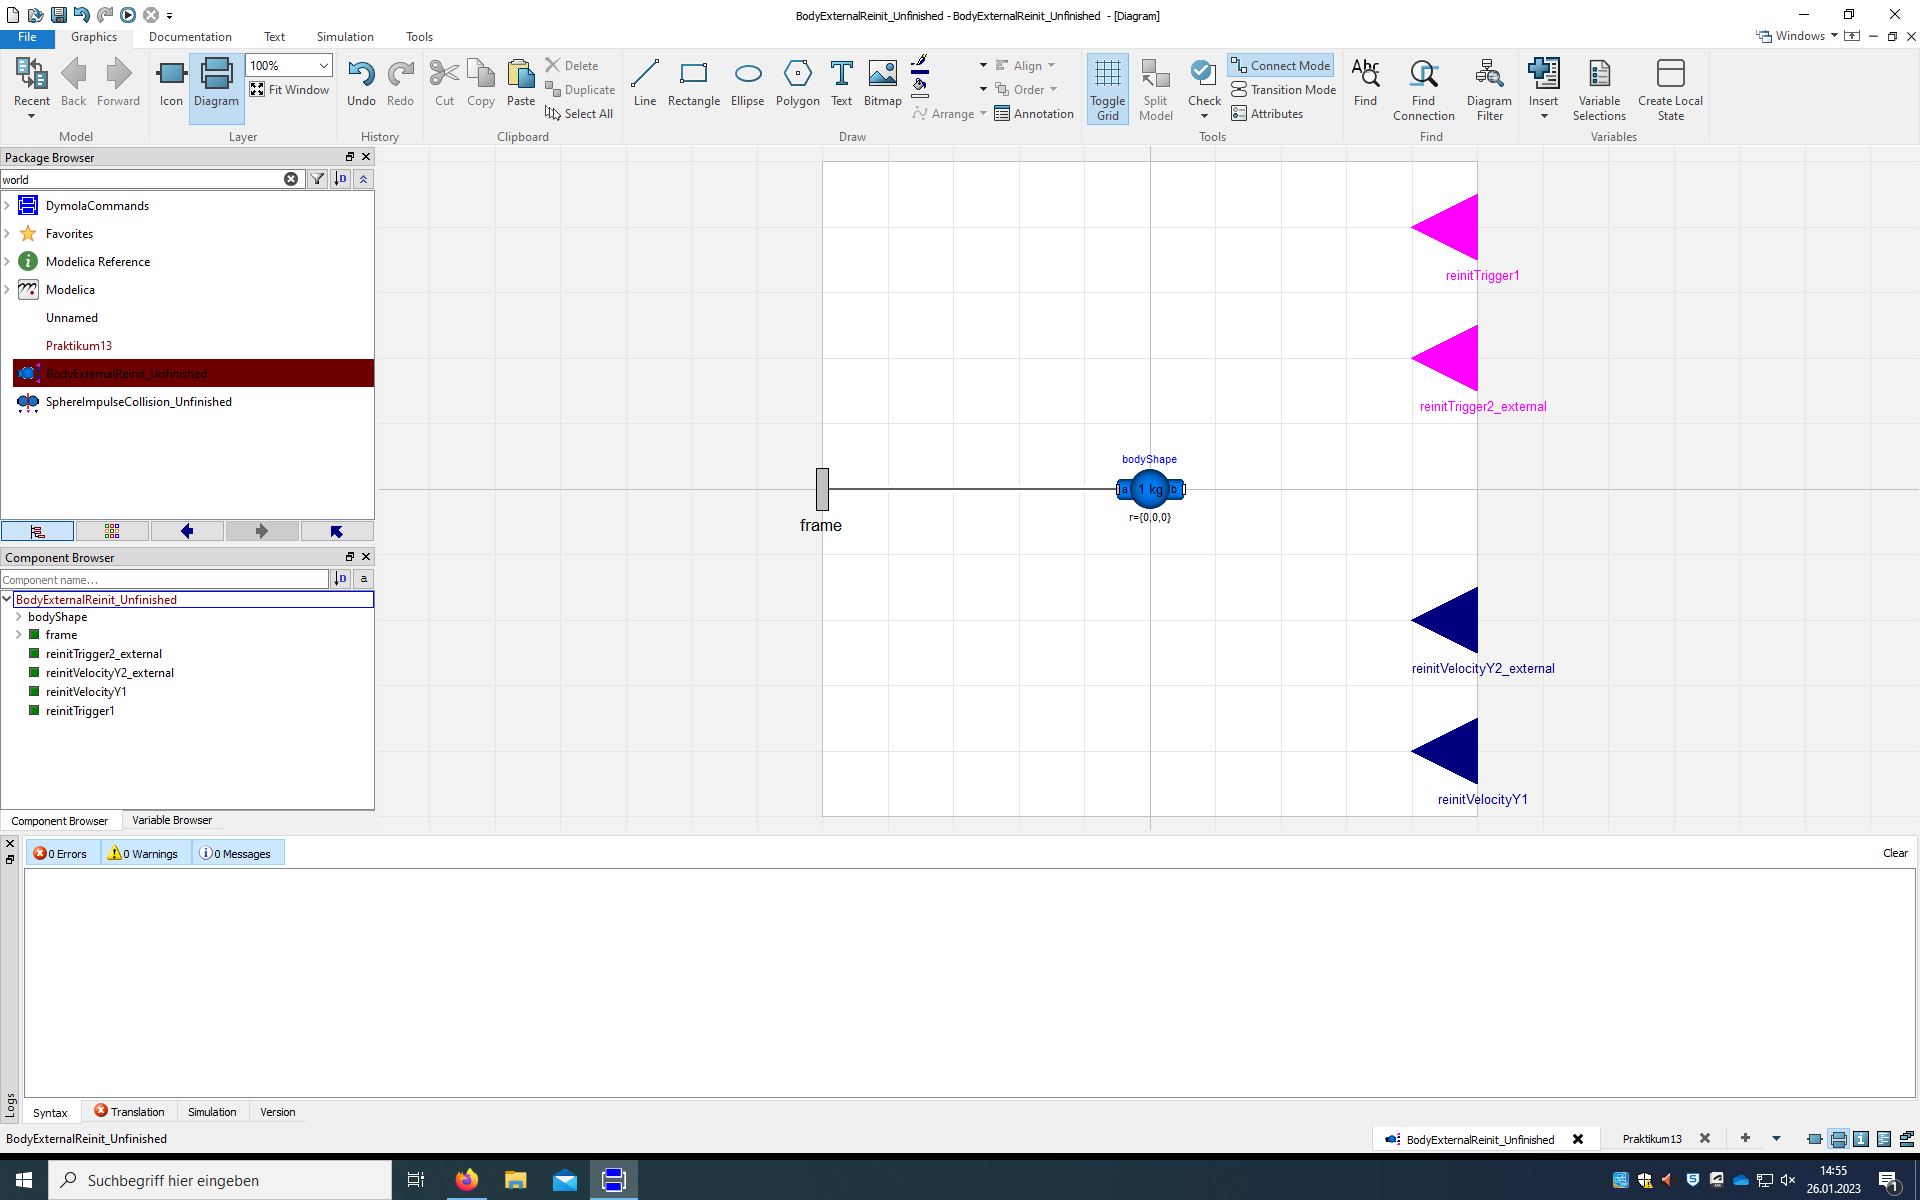 BodyExternalReinit_Unfinished - BodyExternalReinit_Unfinished - [Diagram]
File Graphics Documentation Text Simulation Tools Windows
100%
Fit Window
Recent Back Forward Icon Diagram Undo Redo Cut Copy Paste
Delete
Duplicate
Select All
Line Rectangle Ellipse Polygon Text Bitmap
Align
Order
Arrange Annotation
Toggle Grid
Split Model
Check
Connect Mode
Transition Mode
Attributes
Abc
Find
Find Connection
Diagram Filter
Insert
Variable Selections
Create Local State
Model Layer History Clipboard Draw Tools Find Variables
Package Browser
world
DymolaCommands
Favorites
Modelica Reference
Modelica
Unnamed
Praktikum13
BodyExternalReinit_Unfinished
SphereImpulseCollision_Unfinished
Component Browser
Component name...
a
BodyExternalReinit_Unfinished
bodyShape
frame
reinitTrigger2_external
reinitVelocityY2_external
reinitVelocityY1
reinitTrigger1
Component Browser Variable Browser
reinitTrigger1
reinitTrigger2_external
bodyShape
a 1 kg b
r={0,0,0}
frame
reinitVelocityY2_external
reinitVelocityY1
0 Errors 0 Warnings 0 Messages Clear
Logs
Syntax Translation Simulation Version
BodyExternalReinit_Unfinished BodyExternalReinit_Unfinished Praktikum13
Suchbegriff hier eingeben
14:55
26.01.2023
1